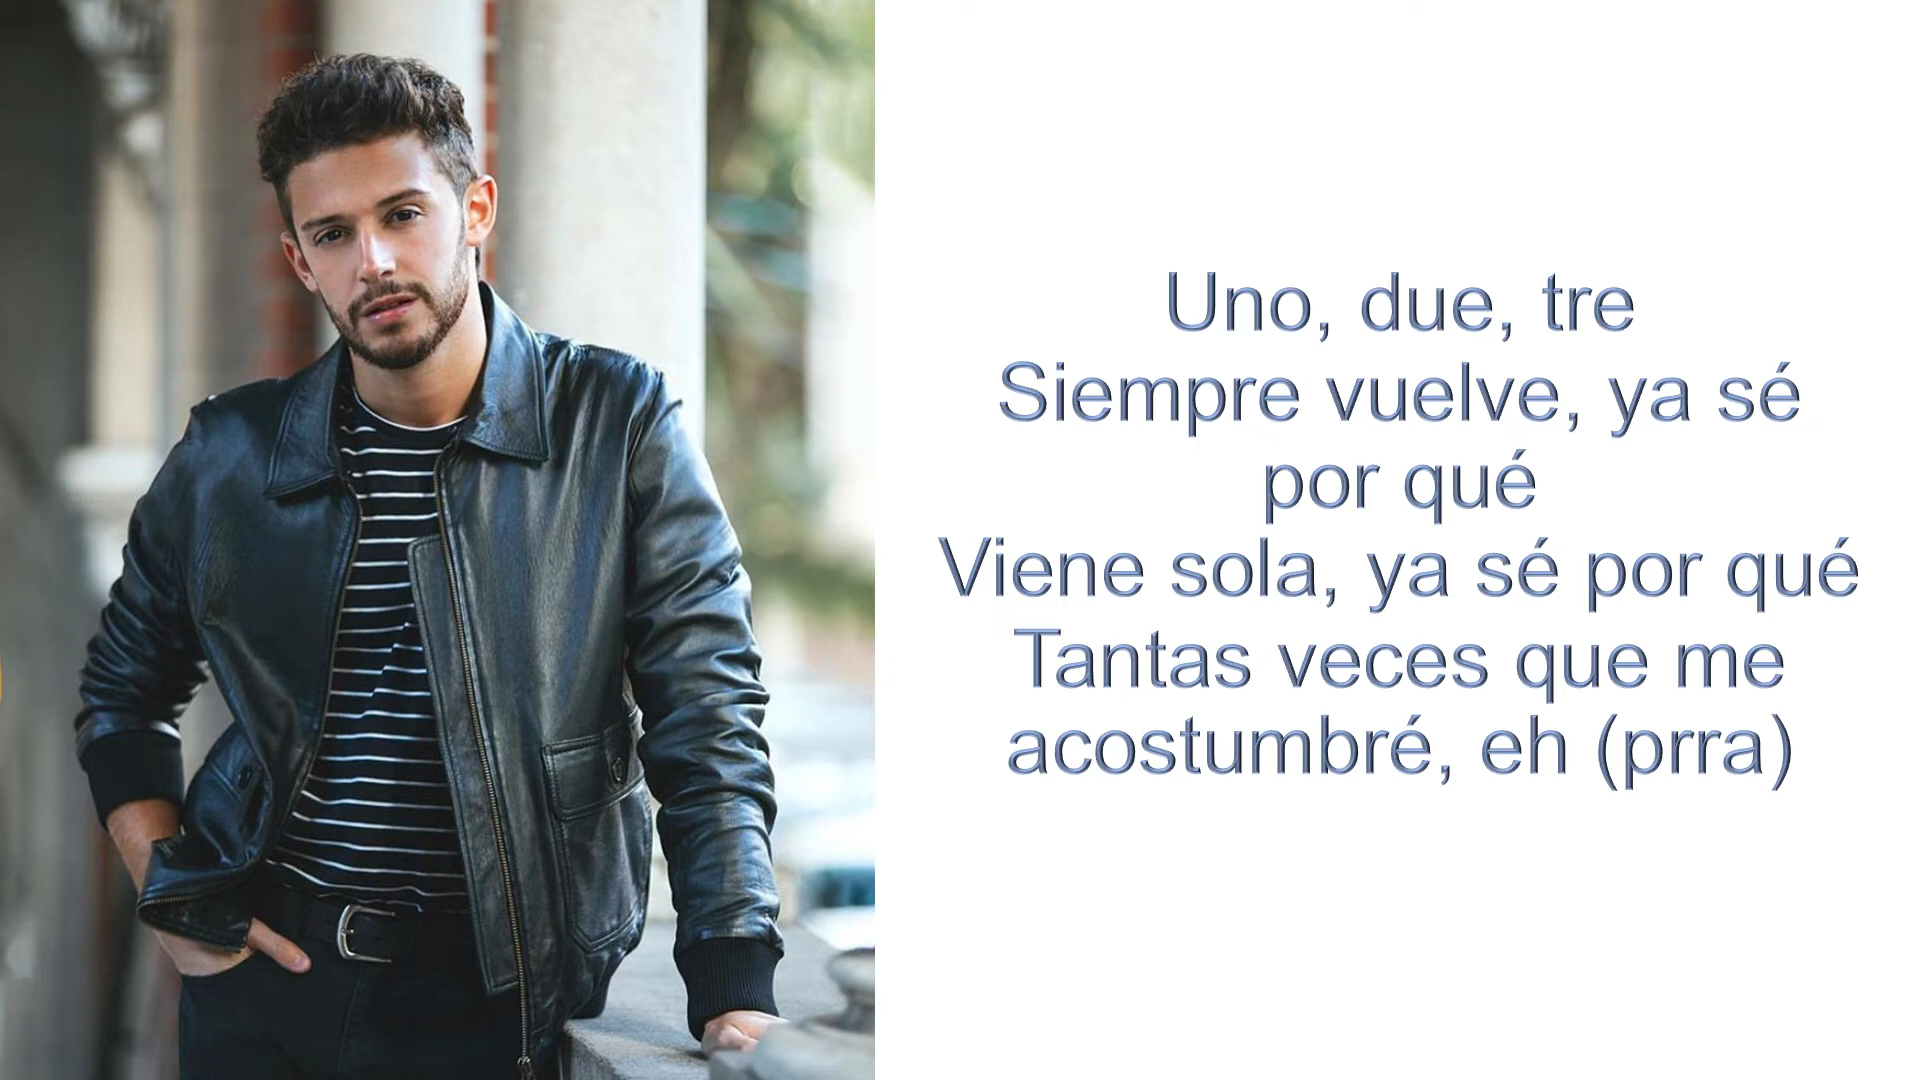 Uno, due, tre
Siempre vuelve, ya sé
por qué
Viene sola, ya sé por qué
Tantas veces que me
acostumbré, eh (prra)